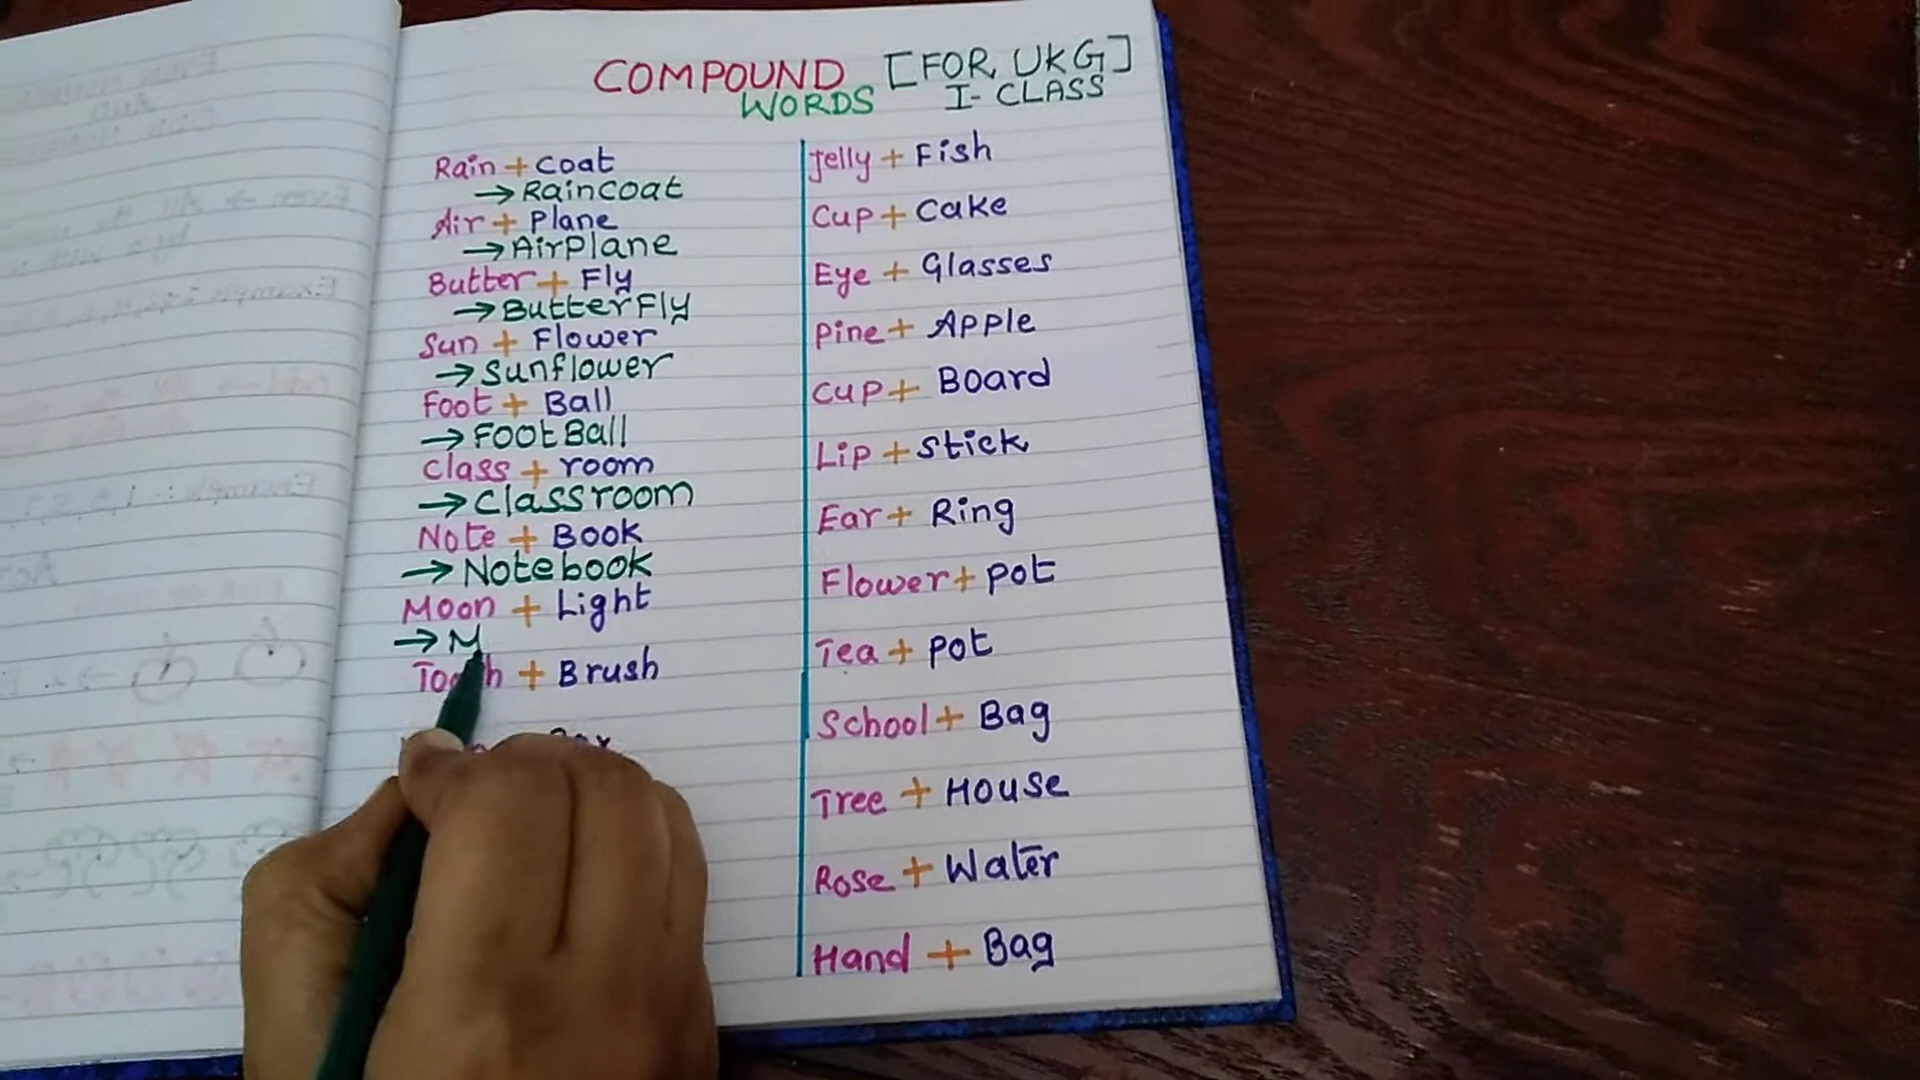 COMPOUND [FOR UKG]
WORDS I-CLASS
Rain + coat
→ Raincoat
Air + Plane
→ AirPlane
Butter + Fly
→ ButterFly
Sun + Flower
→ Sunflower
Foot + Ball
→ FootBall
Class + room
→ Classroom
Note + Book
→ Notebook
Moon + Light
→ M
+ Brush
Jelly + Fish
Cup + Cake
Eye + Glasses
Pine + Apple
Cup + Board
Lip + Stick
Ear + Ring
Flower + pot
Tea + pot
School + Bag
Tree + House
Rose + Water
Hand + Bag